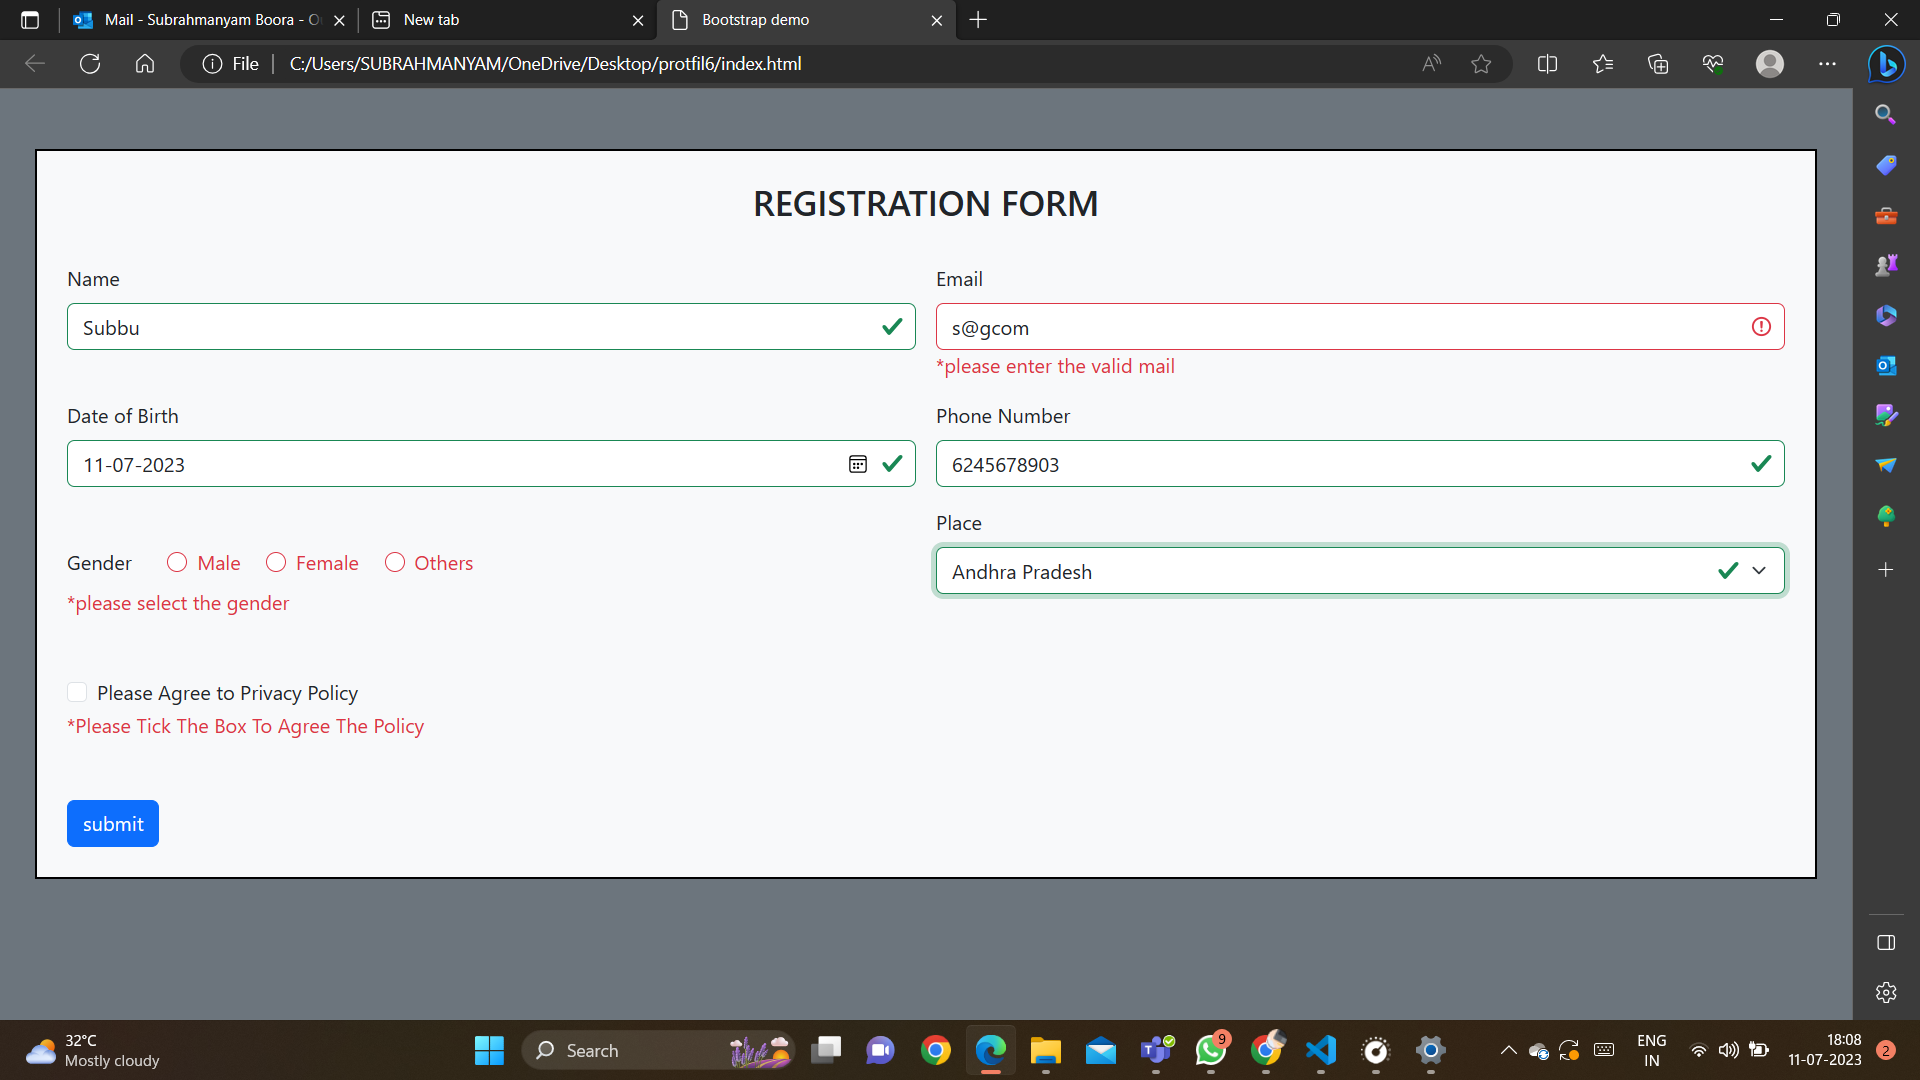 Mail - Subrahmanyam Boora - O
New tab
Bootstrap demo
File
C:/Users/SUBRAHMANYAM/OneDrive/Desktop/protfil6/index.html
REGISTRATION FORM
Name
Email
Subbu
s@gcom
*please enter the valid mail
Date of Birth
Phone Number
11-07-2023
6245678903
Place
Gender Male Female Others
Andhra Pradesh
*please select the gender
Please Agree to Privacy Policy
*Please Tick The Box To Agree The Policy
submit
32°C
Mostly cloudy
Search
9
ENG
IN
18:08
11-07-2023
2